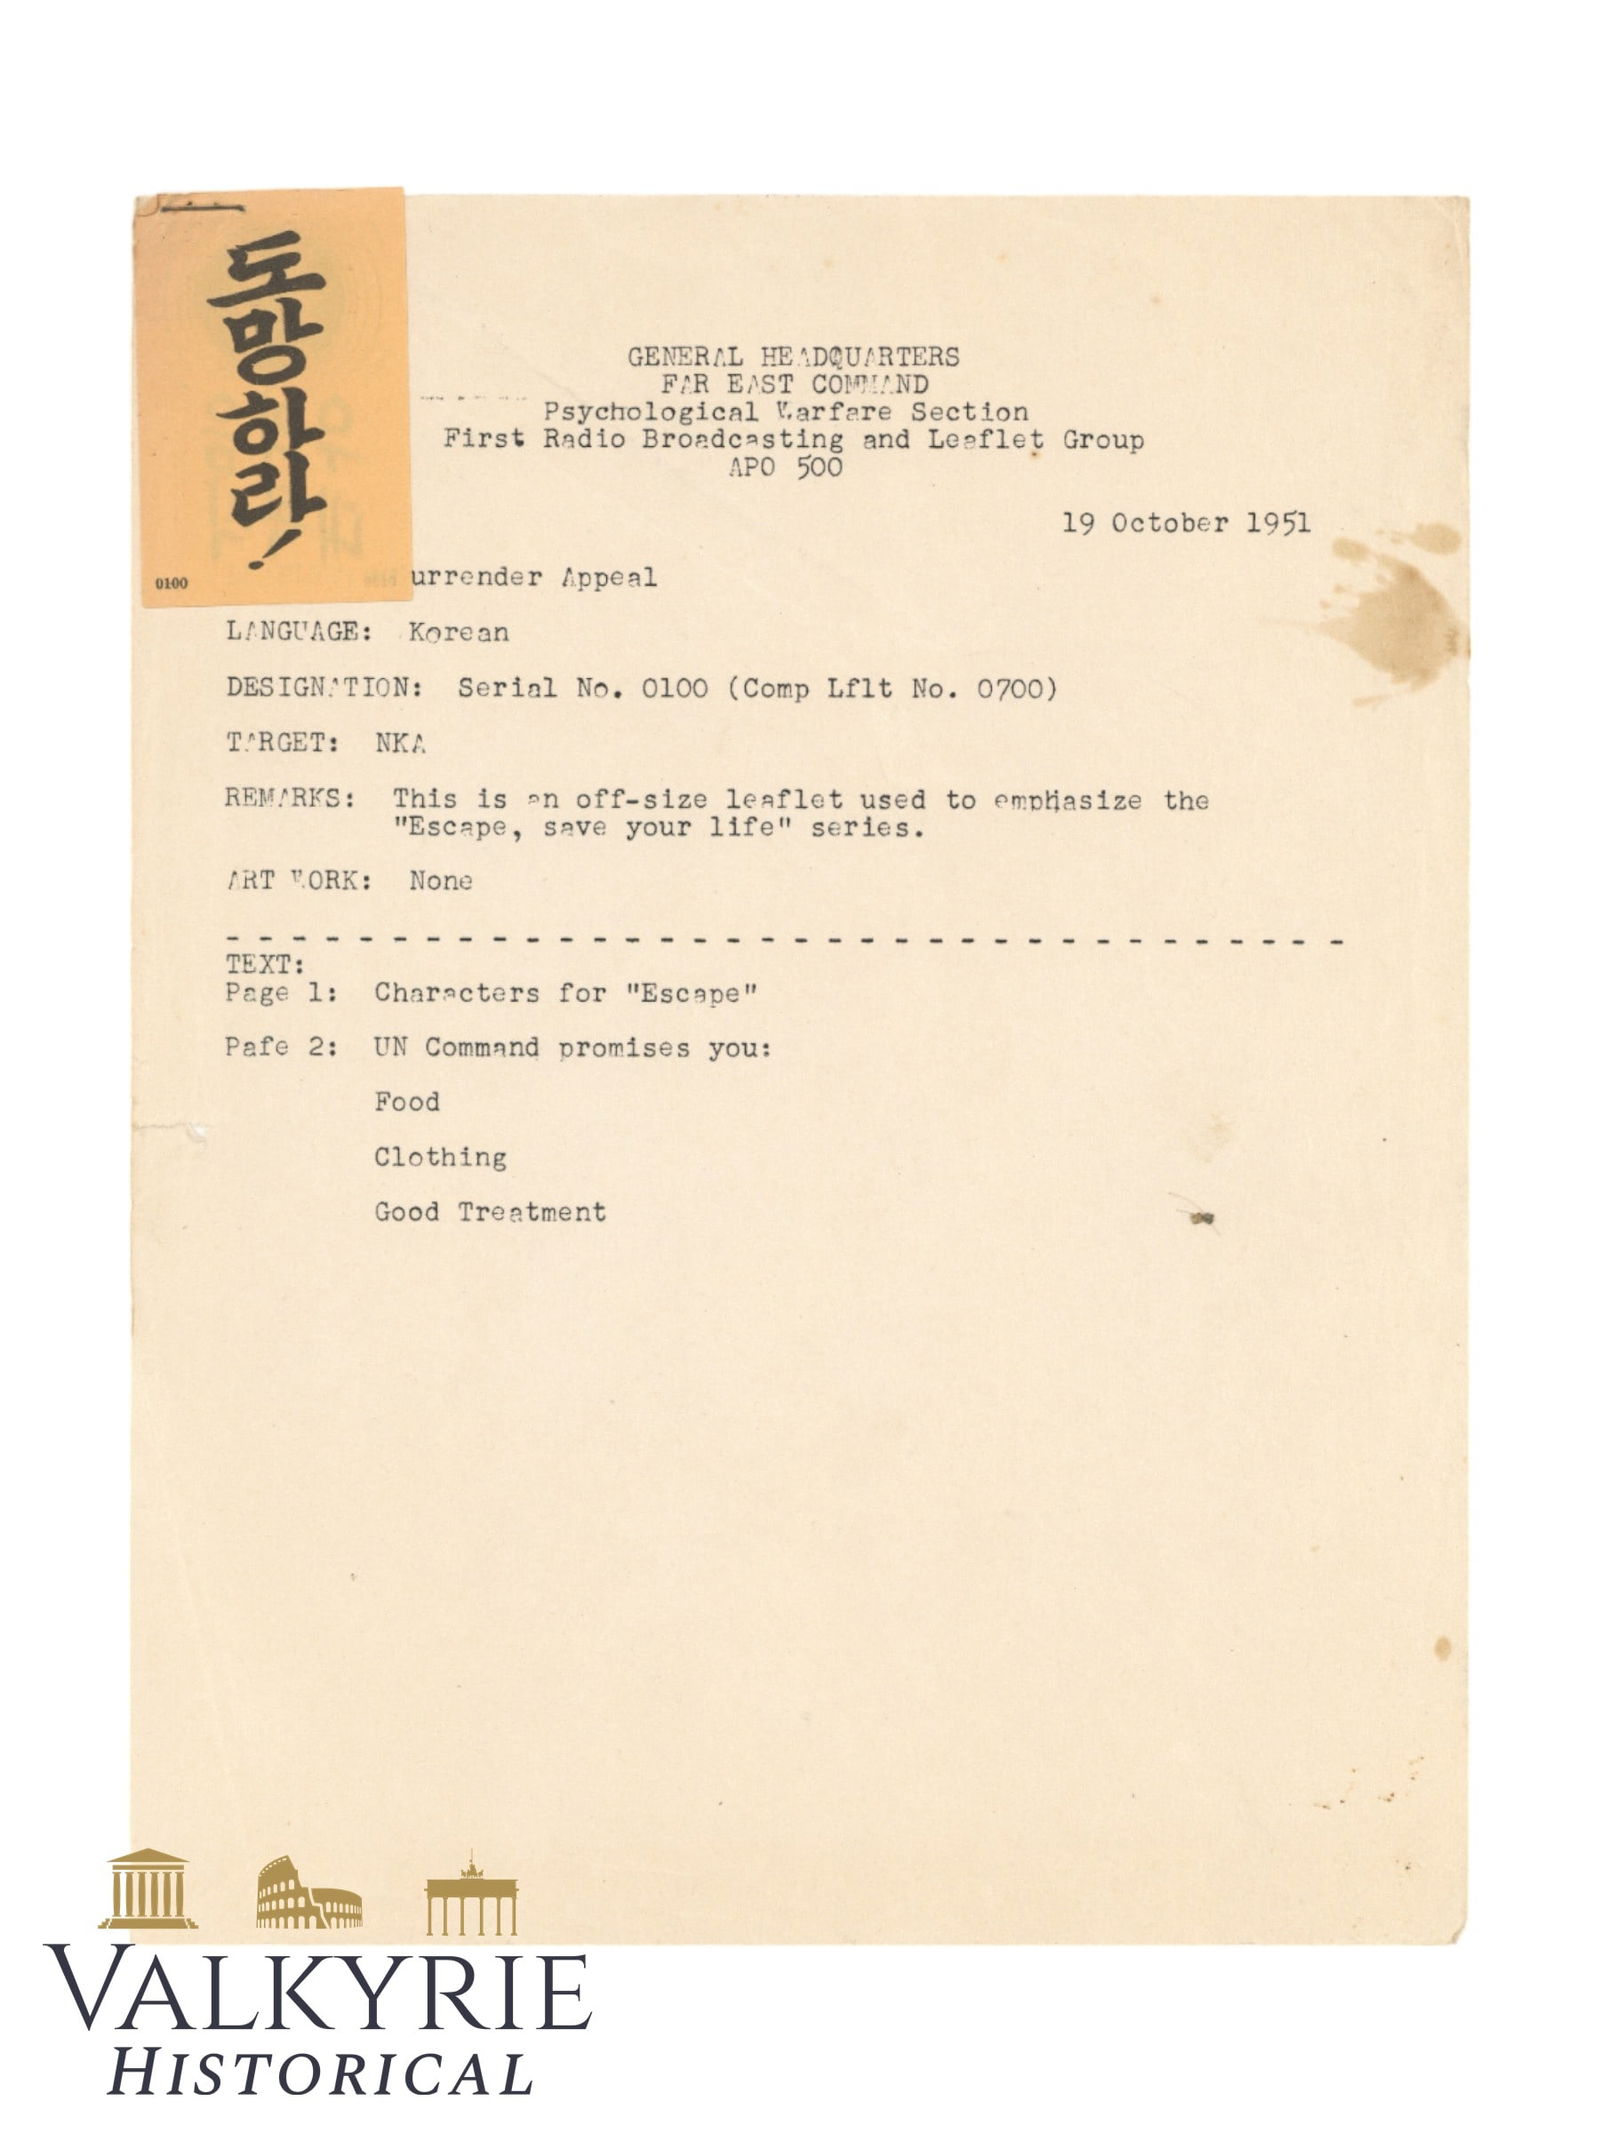 도망하라!
0100
GENERAL HEADQUARTERS
FAR EAST COMMAND
Psychological Warfare Section
First Radio Broadcasting and Leaflet Group
APO 500
19 October 1951
urrender Appeal
LANGUAGE: Korean
DESIGNATION: Serial No. 0100 (Comp Lflt No. 0700)
TARGET: NKA
REMARKS: This is an off-size leaflet used to emphasize the
"Escape, save your life" series.
ART WORK: None
- - - - - - - - - - - - - - - - - - - - - - - - - - - - - - - - - -
TEXT:
Page 1: Characters for "Escape"
Pafe 2: UN Command promises you:
Food
Clothing
Good Treatment
VALKYRIE
HISTORICAL